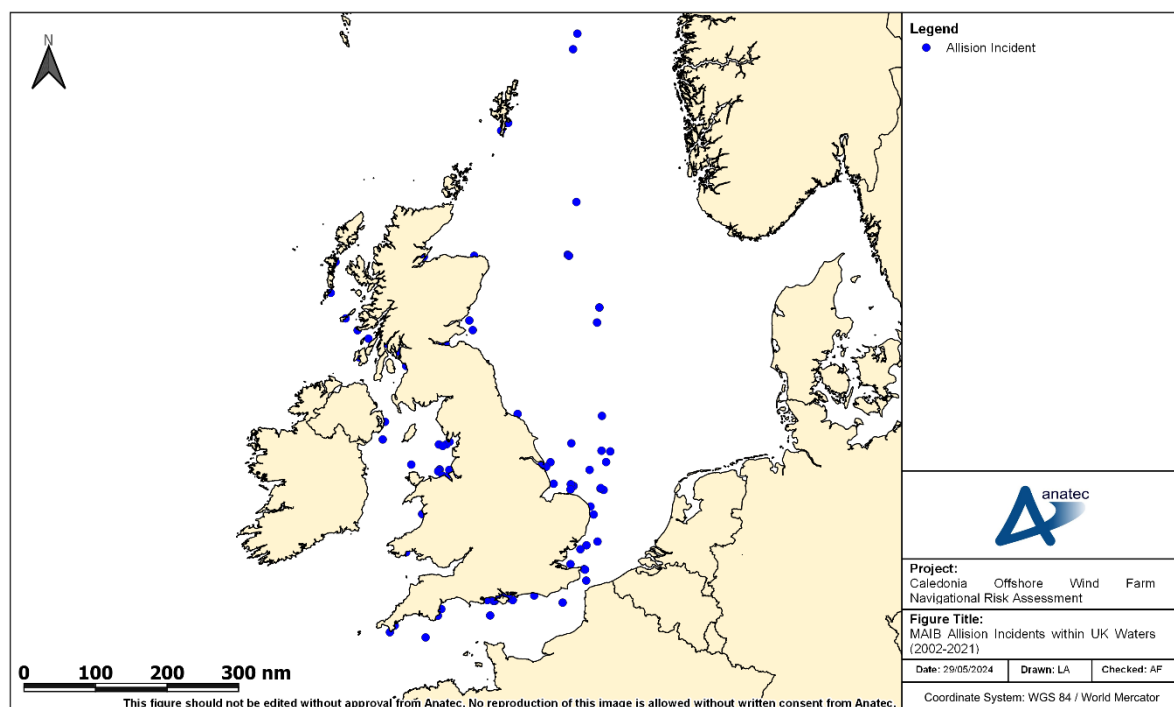 N
0 100 200 300 nm
This figure should not be edited without approval from Anatec. No reproduction of this image is allowed without written consent from Anatec.
Legend
Allision Incident
anatec
Project:
Caledonia Offshore Wind Farm
Navigational Risk Assessment
Figure Title:
MAIB Allision Incidents within UK Waters
(2002-2021)
Date: 29/05/2024 Drawn: LA Checked: AF
Coordinate System: WGS 84 / World Mercator